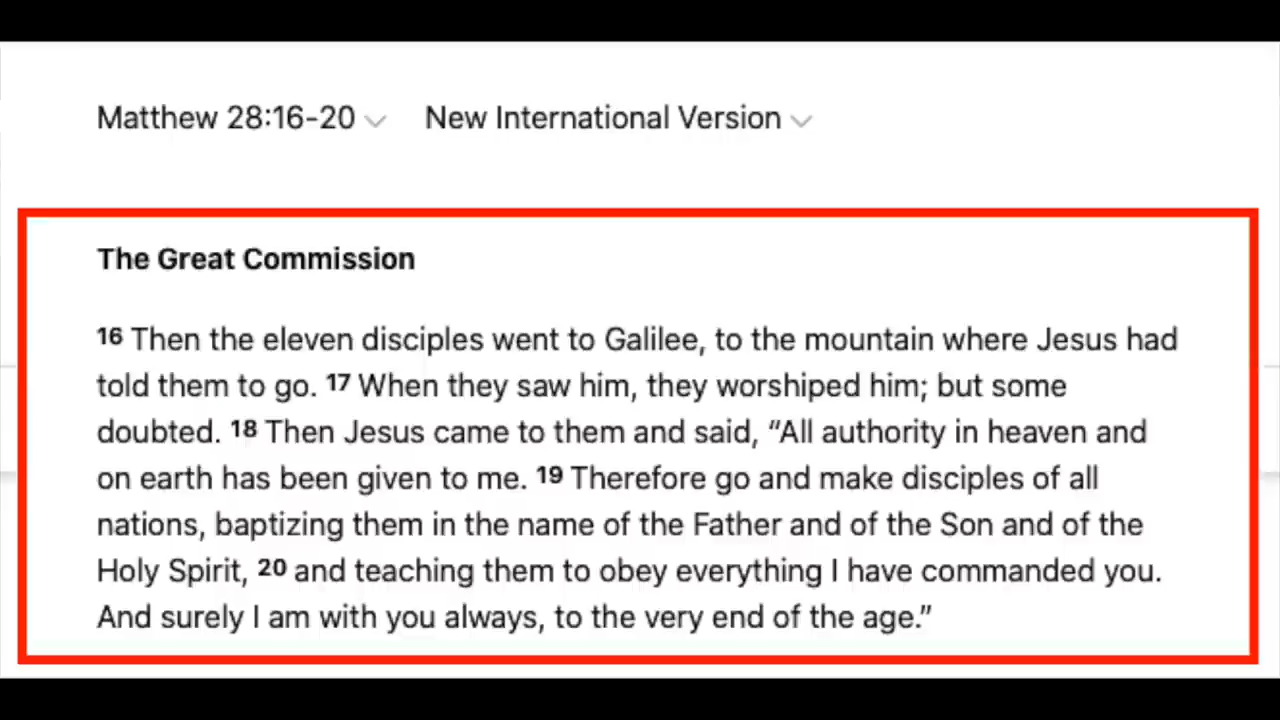 Matthew 28:16-20 New International Version
The Great Commission
16 Then the eleven disciples went to Galilee, to the mountain where Jesus had
told them to go. 17 When they saw him, they worshiped him; but some
doubted. 18 Then Jesus came to them and said, “All authority in heaven and
on earth has been given to me. 19 Therefore go and make disciples of all
nations, baptizing them in the name of the Father and of the Son and of the
Holy Spirit, 20 and teaching them to obey everything I have commanded you.
And surely I am with you always, to the very end of the age.”